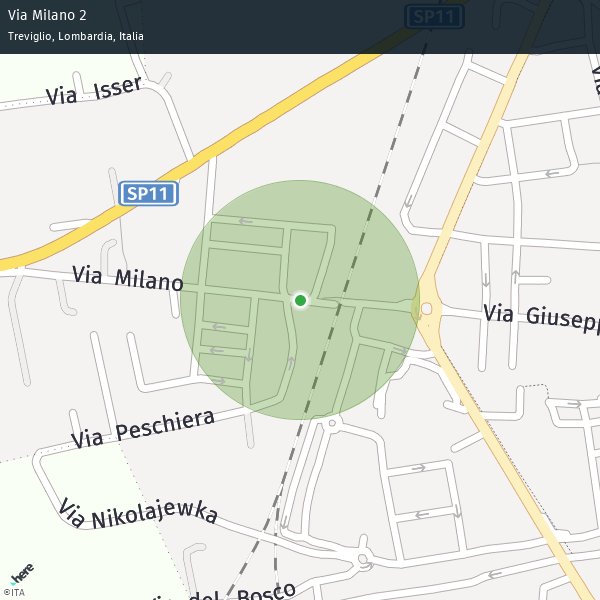 Via Milano 2
Treviglio, Lombardia, Italia
SP11
Via Isser
SP11
Via Milano
Via Giusepp
Via Peschiera
Via Nikolajewka
Via del Bosco
here
©ITA